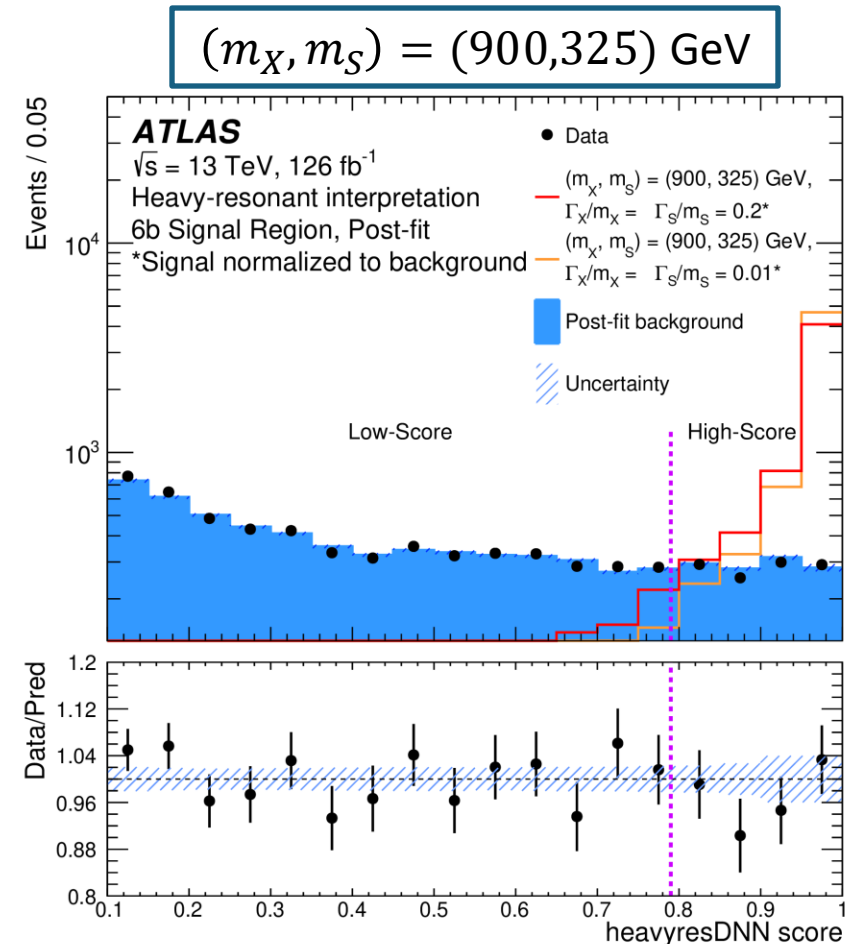 (m_X, m_S) = (900,325) GeV
ATLAS
√s = 13 TeV, 126 fb⁻¹
Heavy-resonant interpretation
6b Signal Region, Post-fit
*Signal normalized to background
Data
(m_X, m_S) = (900, 325) GeV,
Γ_X/m_X = Γ_S/m_S = 0.2*
(m_X, m_S) = (900, 325) GeV,
Γ_X/m_X = Γ_S/m_S = 0.01*
Post-fit background
Uncertainty
Low-Score
High-Score
Events / 0.05
10⁴
10³
Data/Pred
1.2
1.12
1.04
0.96
0.88
0.8
0.1 0.2 0.3 0.4 0.5 0.6 0.7 0.8 0.9 1
heavyresDNN score